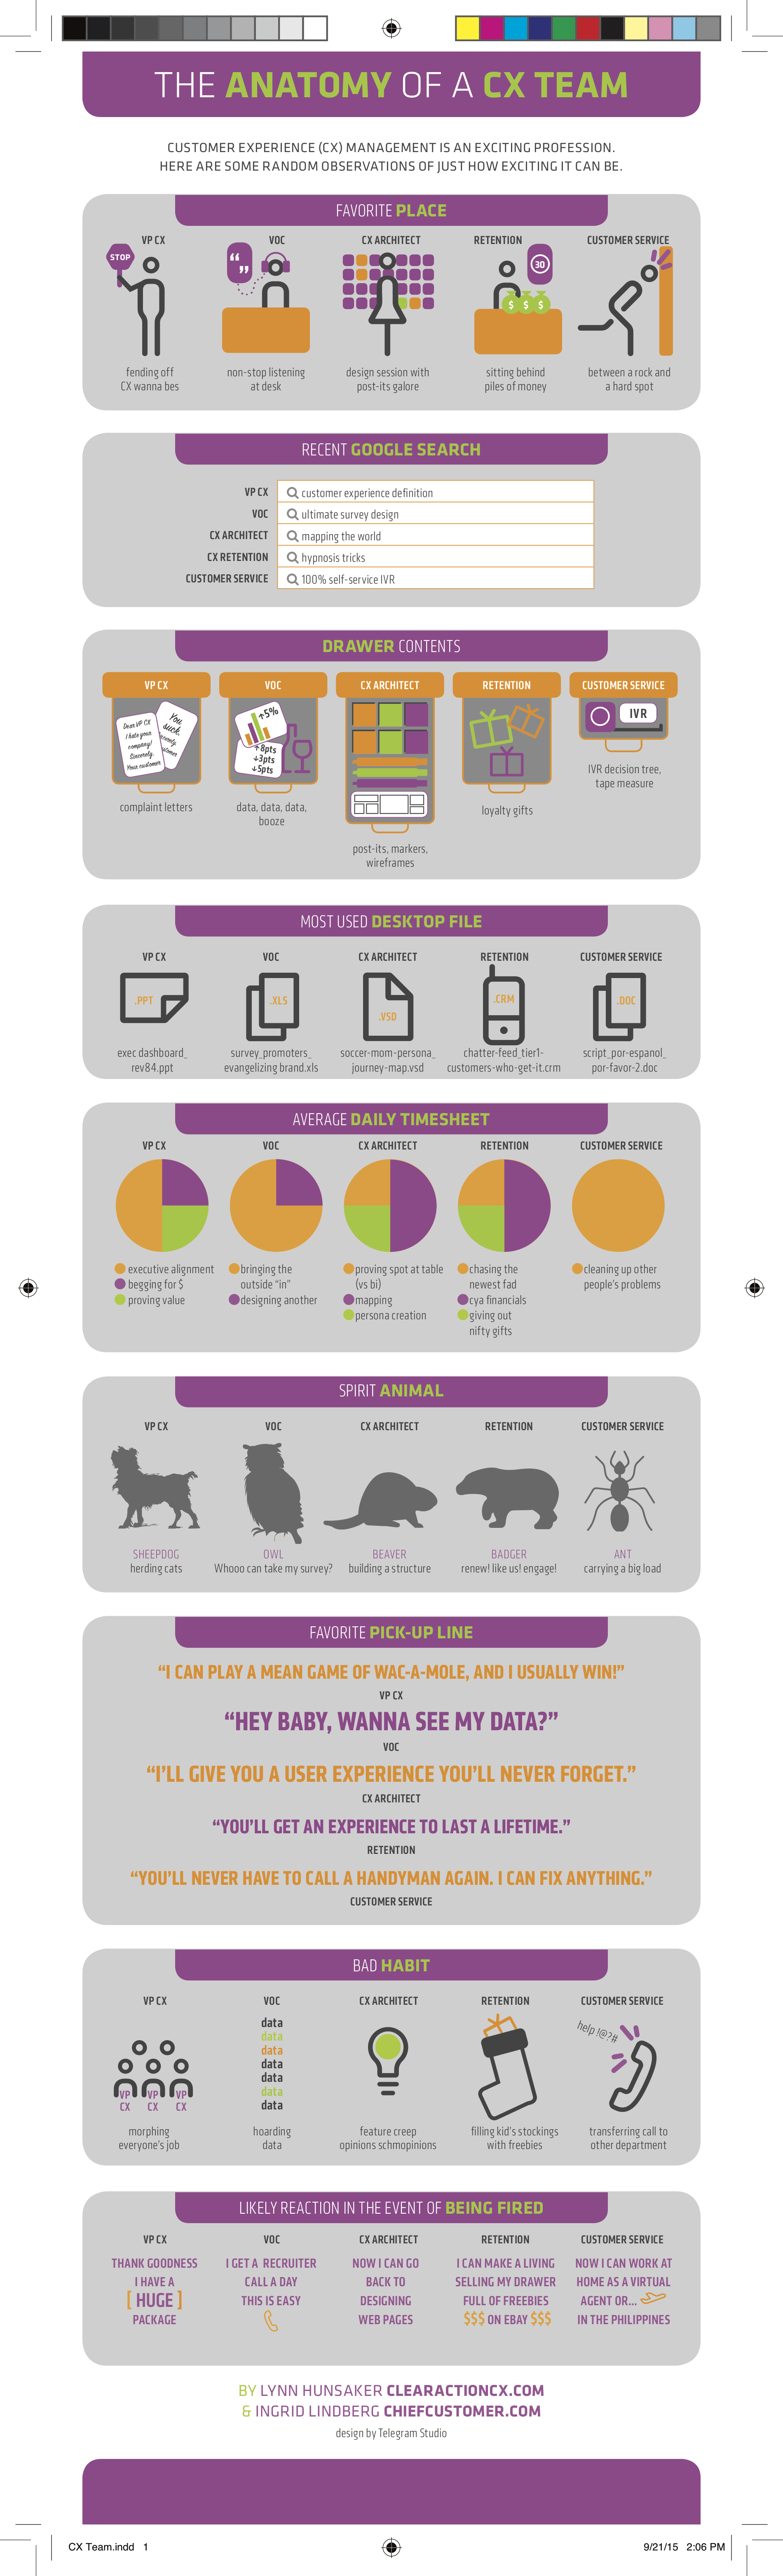 THE ANATOMY OF A CX TEAM
CUSTOMER EXPERIENCE (CX) MANAGEMENT IS AN EXCITING PROFESSION.
HERE ARE SOME RANDOM OBSERVATIONS OF JUST HOW EXCITING IT CAN BE.
FAVORITE PLACE
VP CX
VOC
CX ARCHITECT
RETENTION
CUSTOMER SERVICE
STOP
“ ”
30
$ $ $
fending off
CX wanna bes
non-stop listening
at desk
design session with
post-its galore
sitting behind
piles of money
between a rock and
a hard spot
RECENT GOOGLE SEARCH
VP CX customer experience definition
VOC ultimate survey design
CX ARCHITECT mapping the world
CX RETENTION hypnosis tricks
CUSTOMER SERVICE 100% self-service IVR
DRAWER CONTENTS
VP CX
VOC
CX ARCHITECT
RETENTION
CUSTOMER SERVICE
Dear VP CX
I hate your
company!
Sincerely,
Your customer
You
suck.
+5%
+8pts
+3pts
+5pts
IVR
complaint letters
data, data, data,
booze
post-its, markers,
wireframes
loyalty gifts
IVR decision tree,
tape measure
MOST USED DESKTOP FILE
VP CX
VOC
CX ARCHITECT
RETENTION
CUSTOMER SERVICE
.PPT
.XLS
.VSD
.CRM
.DOC
exec dashboard_
rev84.ppt
survey_promoters_
evangelizing brand.xls
soccer-mom-persona_
journey-map.vsd
chatter-feed_tier1-
customers-who-get-it.crm
script_por-espanol_
por-favor-2.doc
AVERAGE DAILY TIMESHEET
VP CX
VOC
CX ARCHITECT
RETENTION
CUSTOMER SERVICE
executive alignment
begging for $
proving value
bringing the
outside “in”
designing another
proving spot at table
(vs bi)
mapping
persona creation
chasing the
newest fad
cya financials
giving out
nifty gifts
cleaning up other
people’s problems
SPIRIT ANIMAL
VP CX
VOC
CX ARCHITECT
RETENTION
CUSTOMER SERVICE
SHEEPDOG
herding cats
OWL
Whooo can take my survey?
BEAVER
building a structure
BADGER
renew! like us! engage!
ANT
carrying a big load
FAVORITE PICK-UP LINE
“I CAN PLAY A MEAN GAME OF WAC-A-MOLE, AND I USUALLY WIN!”
VP CX
“HEY BABY, WANNA SEE MY DATA?”
VOC
“I’LL GIVE YOU A USER EXPERIENCE YOU’LL NEVER FORGET.”
CX ARCHITECT
“YOU’LL GET AN EXPERIENCE TO LAST A LIFETIME.”
RETENTION
“YOU’LL NEVER HAVE TO CALL A HANDYMAN AGAIN. I CAN FIX ANYTHING.”
CUSTOMER SERVICE
BAD HABIT
VP CX
VOC
CX ARCHITECT
RETENTION
CUSTOMER SERVICE
VP VP VP
CX CX CX
data
data
data
data
data
data
data
help !@?#
morphing
everyone’s job
hoarding
data
feature creep
opinions schmopinions
filling kid’s stockings
with freebies
transferring call to
other department
LIKELY REACTION IN THE EVENT OF BEING FIRED
VP CX
VOC
CX ARCHITECT
RETENTION
CUSTOMER SERVICE
THANK GOODNESS
I HAVE A
[ HUGE ]
PACKAGE
I GET A RECRUITER
CALL A DAY
THIS IS EASY
NOW I CAN GO
BACK TO
DESIGNING
WEB PAGES
I CAN MAKE A LIVING
SELLING MY DRAWER
FULL OF FREEBIES
$$$ ON EBAY $$$
NOW I CAN WORK AT
HOME AS A VIRTUAL
AGENT OR...
IN THE PHILIPPINES
BY LYNN HUNSAKER CLEARACTIONCX.COM
& INGRID LINDBERG CHIEFCUSTOMER.COM
design by Telegram Studio
CX Team.indd 1
9/21/15 2:06 PM